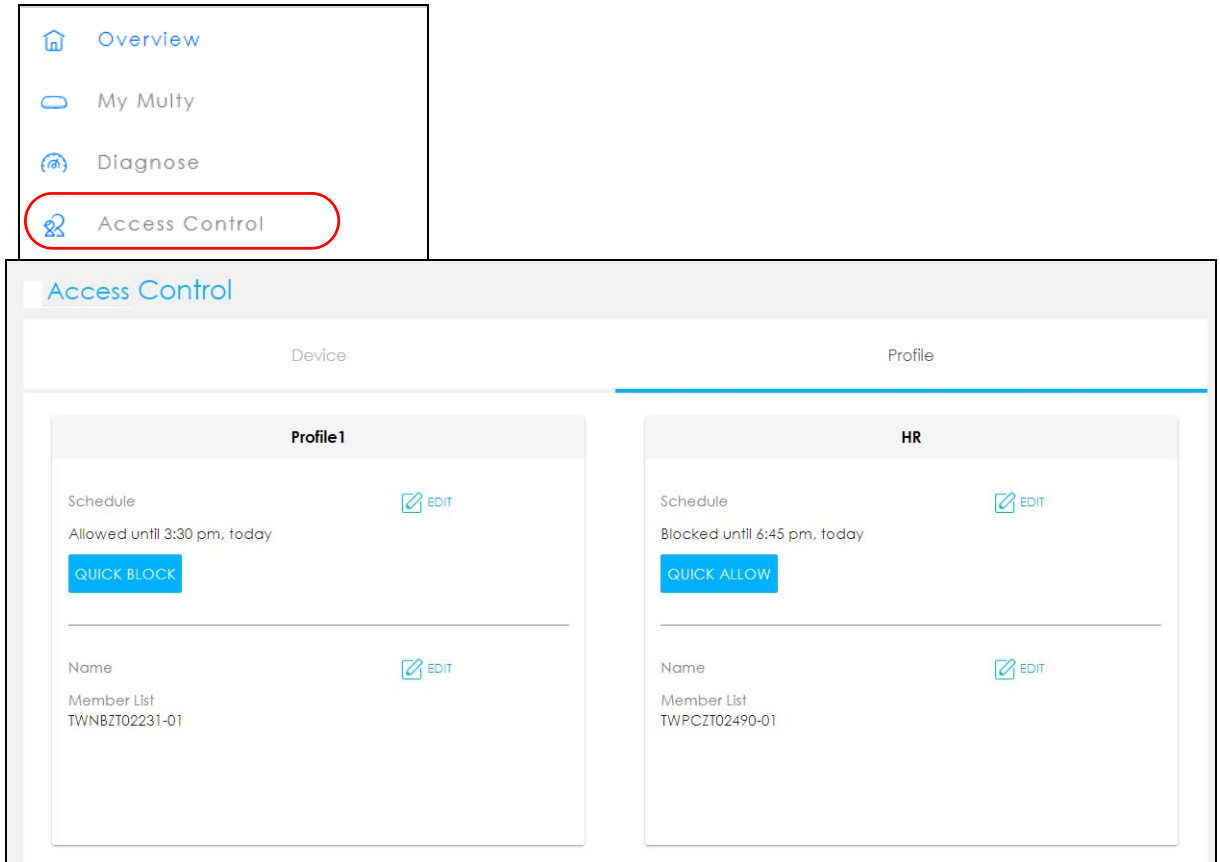 Overview
My Multy
Diagnose
Access Control
Access Control
Device
Profile
Profile1
Schedule
EDIT
Allowed until 3:30 pm, today
QUICK BLOCK
Name
EDIT
Member List
TWNBZT02231-01
HR
Schedule
EDIT
Blocked until 6:45 pm, today
QUICK ALLOW
Name
EDIT
Member List
TWPCZT02490-01